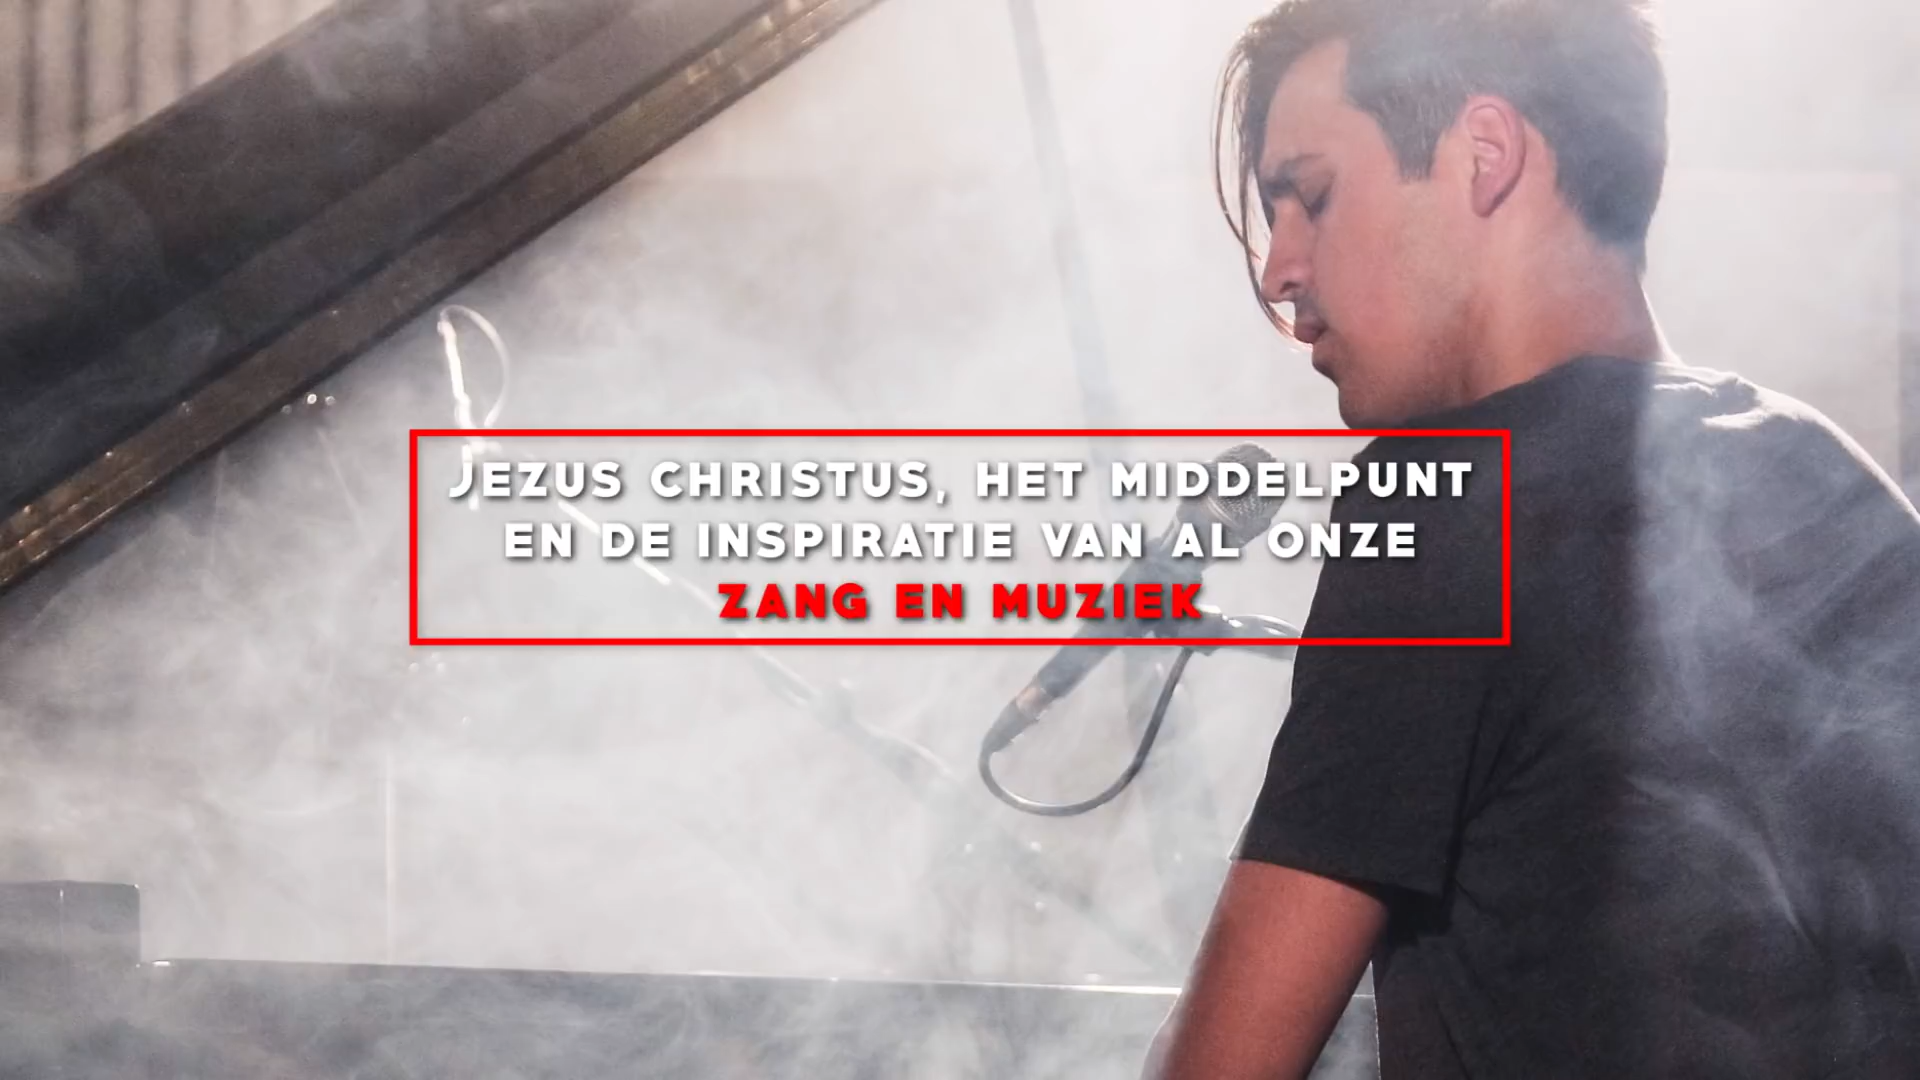 JEZUS CHRISTUS, HET MIDDELPUNT
EN DE INSPIRATIE VAN AL ONZE
ZANG EN MUZIEK